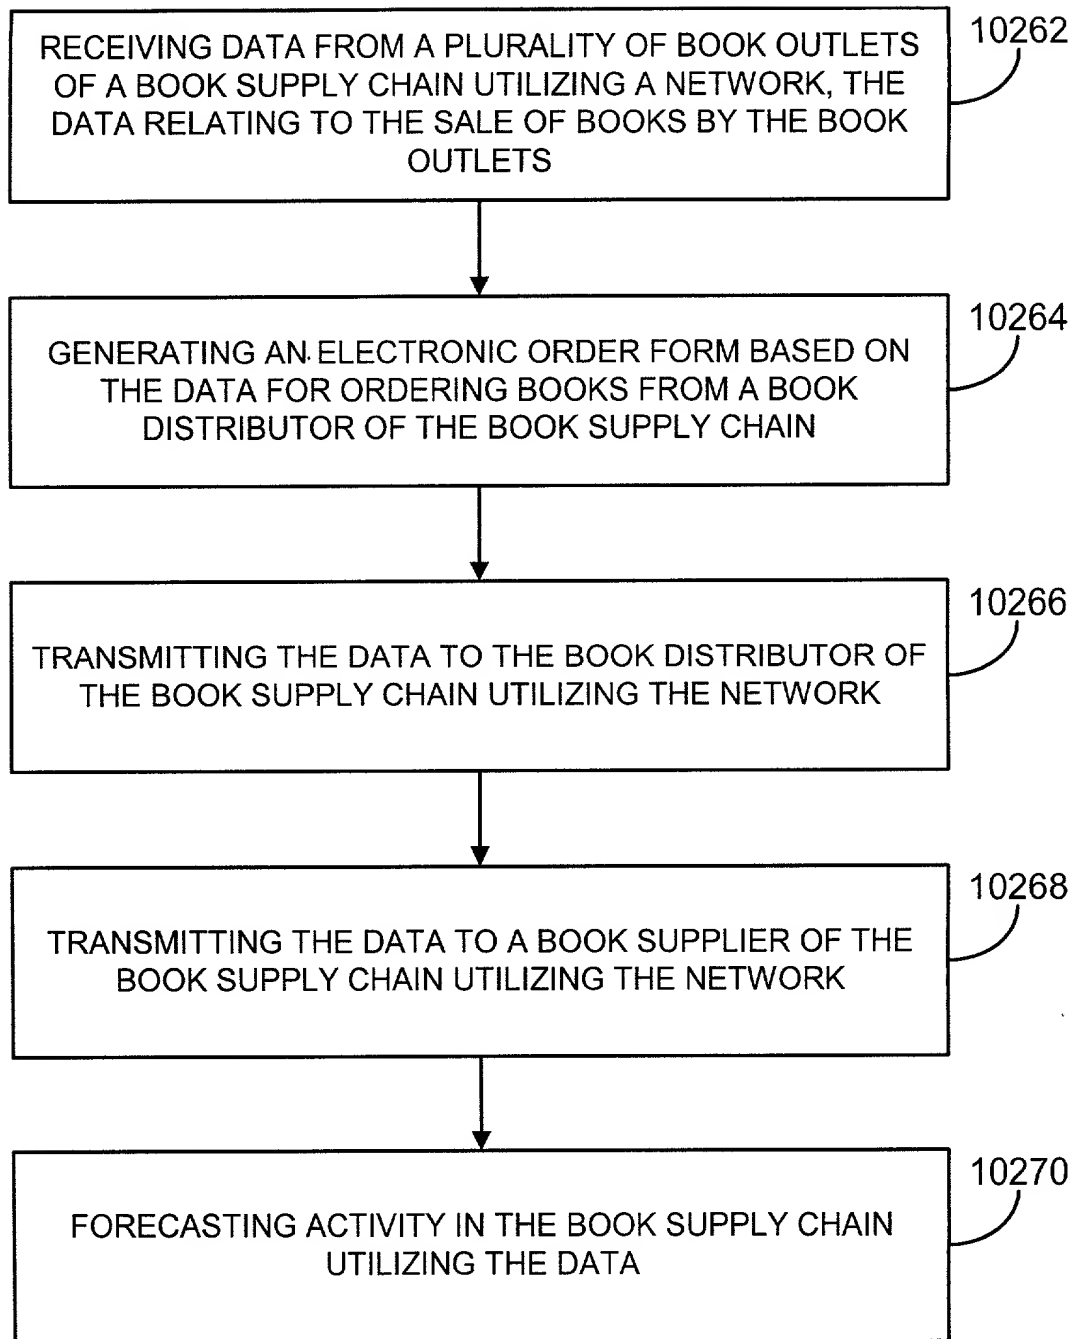 RECEIVING DATA FROM A PLURALITY OF BOOK OUTLETS
OF A BOOK SUPPLY CHAIN UTILIZING A NETWORK, THE
DATA RELATING TO THE SALE OF BOOKS BY THE BOOK
OUTLETS
10262
GENERATING AN ELECTRONIC ORDER FORM BASED ON
THE DATA FOR ORDERING BOOKS FROM A BOOK
DISTRIBUTOR OF THE BOOK SUPPLY CHAIN
10264
TRANSMITTING THE DATA TO THE BOOK DISTRIBUTOR OF
THE BOOK SUPPLY CHAIN UTILIZING THE NETWORK
10266
TRANSMITTING THE DATA TO A BOOK SUPPLIER OF THE
BOOK SUPPLY CHAIN UTILIZING THE NETWORK
10268
FORECASTING ACTIVITY IN THE BOOK SUPPLY CHAIN
UTILIZING THE DATA
10270